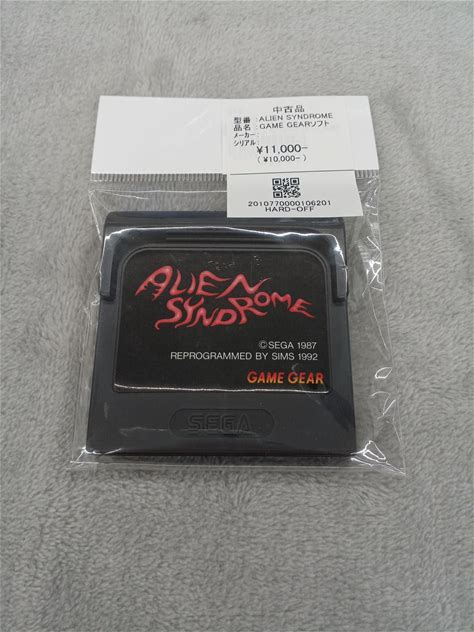 中古品
型番:ALIEN SYNDROME
品名:GAME GEARソフト
メーカー:
シリアル:
¥11,000-
(¥10,000-)
2010770000106201
HARD-OFF
ALIEN
SYNDROME
©SEGA 1987
REPROGRAMMED BY SIMS 1992
GAME GEAR
SEGA